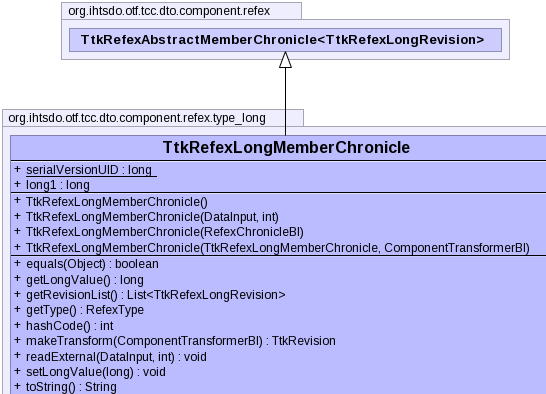 org.ihtsdo.otf.tcc.dto.component.refex
TtkRefexAbstractMemberChronicle<TtkRefexLongRevision>
org.ihtsdo.otf.tcc.dto.component.refex.type_long
TtkRefexLongMemberChronicle
+ serialVersionUID : long
+ long1 : long
+ TtkRefexLongMemberChronicle()
+ TtkRefexLongMemberChronicle(DataInput, int)
+ TtkRefexLongMemberChronicle(RefexChronicleBI)
+ TtkRefexLongMemberChronicle(TtkRefexLongMemberChronicle, ComponentTransformerBI)
+ equals(Object) : boolean
+ getLongValue() : long
+ getRevisionList() : List<TtkRefexLongRevision>
+ getType() : RefexType
+ hashCode() : int
+ makeTransform(ComponentTransformerBI) : TtkRevision
+ readExternal(DataInput, int) : void
+ setLongValue(long) : void
+ toString() : String